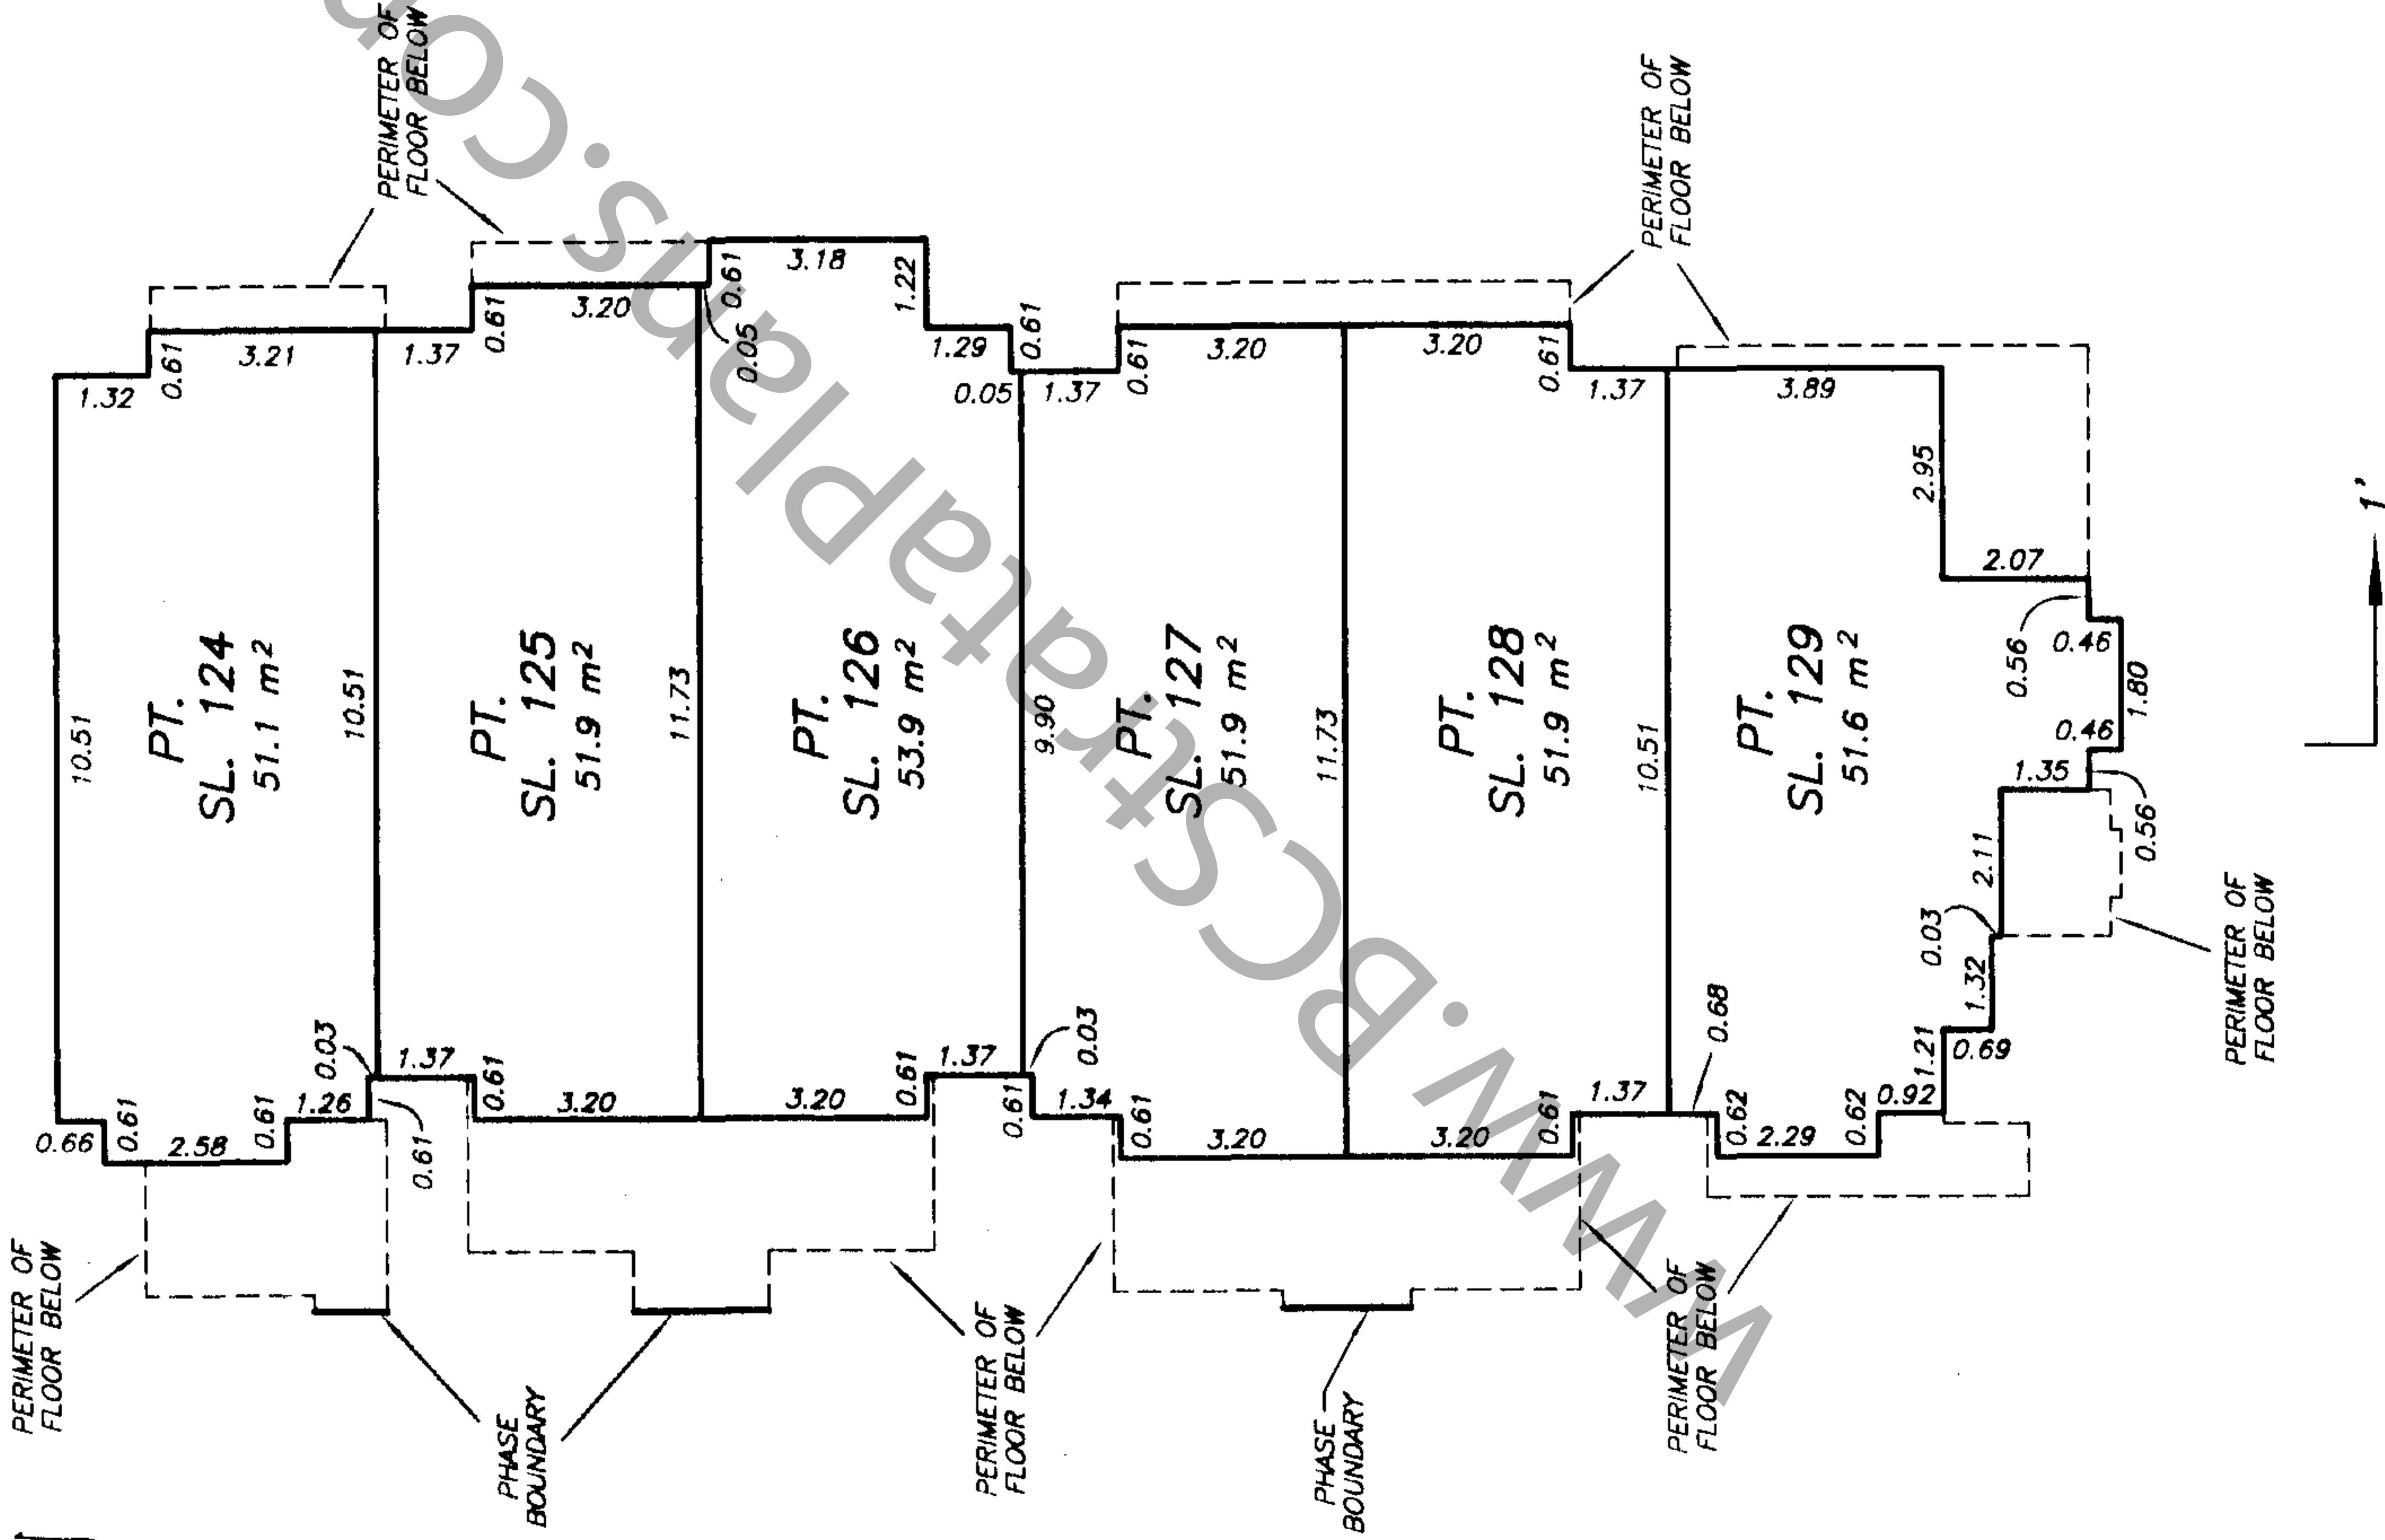 PERIMETER OF
FLOOR BELOW
PERIMETER OF
FLOOR BELOW
10.51
1.32
0.61
3.21
PT.
SL. 124
51.1 m²
0.66
0.61
2.58
0.61
1.26
0.03
0.61
10.51
1.37
0.61
3.20
0.05
PT.
SL. 125
51.9 m²
1.37
0.61
3.20
11.73
0.61
3.18
1.22
1.29
0.61
0.05
PT.
SL. 126
53.9 m²
3.20
0.61
1.37
0.03
9.90
1.37
0.61
3.20
PT.
SL. 127
51.9 m²
0.61
1.34
0.61
3.20
11.73
3.20
0.61
1.37
PT.
SL. 128
51.9 m²
3.20
0.61
1.37
10.51
PERIMETER OF
FLOOR BELOW
3.89
2.95
2.07
0.56
0.46
1.80
0.46
0.56
1.35
PT.
SL. 129
51.6 m²
2.11
0.03
1.32
0.69
1.21
0.92
0.62
2.29
0.62
0.68
PHASE
BOUNDARY
PERIMETER OF
FLOOR BELOW
PHASE
BOUNDARY
PERIMETER OF
FLOOR BELOW
PERIMETER OF
FLOOR BELOW
1'
www.BCStrataPlans.co